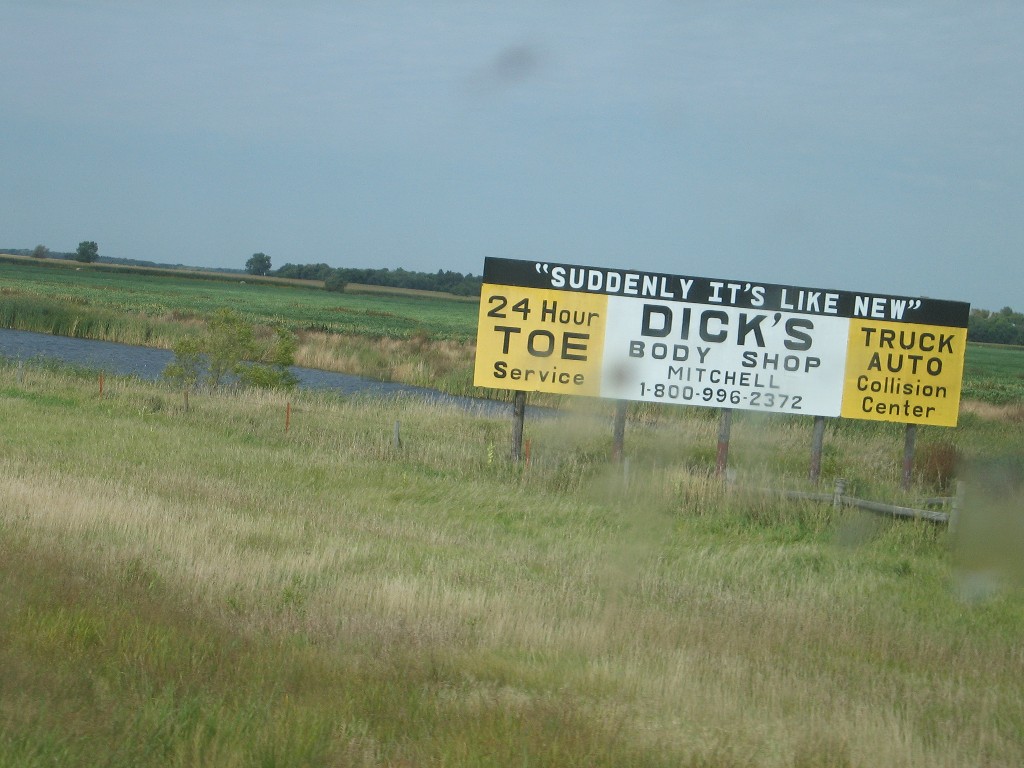 "SUDDENLY IT'S LIKE NEW"
24 Hour
TOE
Service
DICK'S
BODY SHOP
MITCHELL
1-800-996-2372
TRUCK
AUTO
Collision
Center